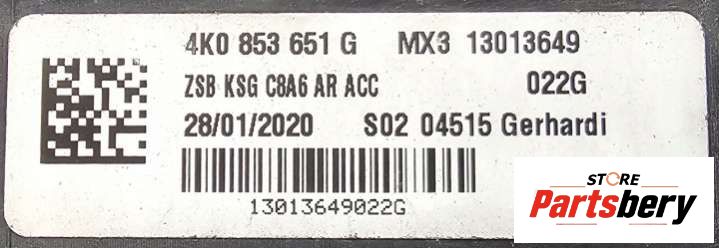 4K0 853 651 G MX3 13013649
ZSB KSG C8A6 AR ACC 022G
28/01/2020 S02 04515 Gerhardi
13013649022G
STORE
Partsbery